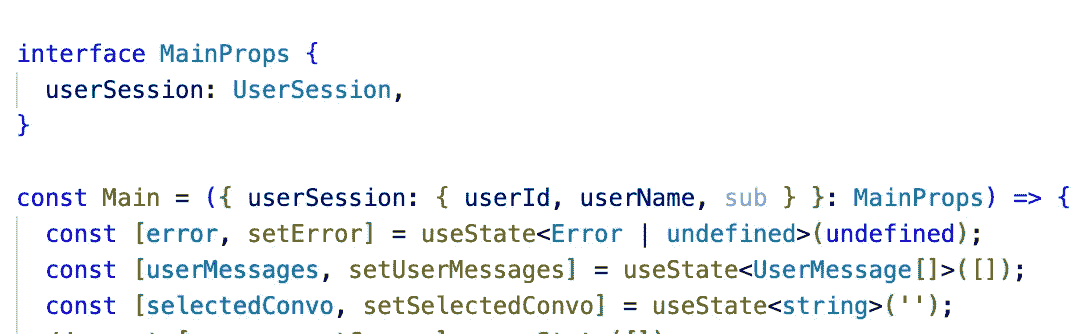 interface MainProps {
  userSession: UserSession,
}
const Main = ({ userSession: { userId, userName, sub } }: MainProps) => {
  const [error, setError] = useState<Error | undefined>(undefined);
  const [userMessages, setUserMessages] = useState<UserMessage[]>([]);
  const [selectedConvo, setSelectedConvo] = useState<string>('');